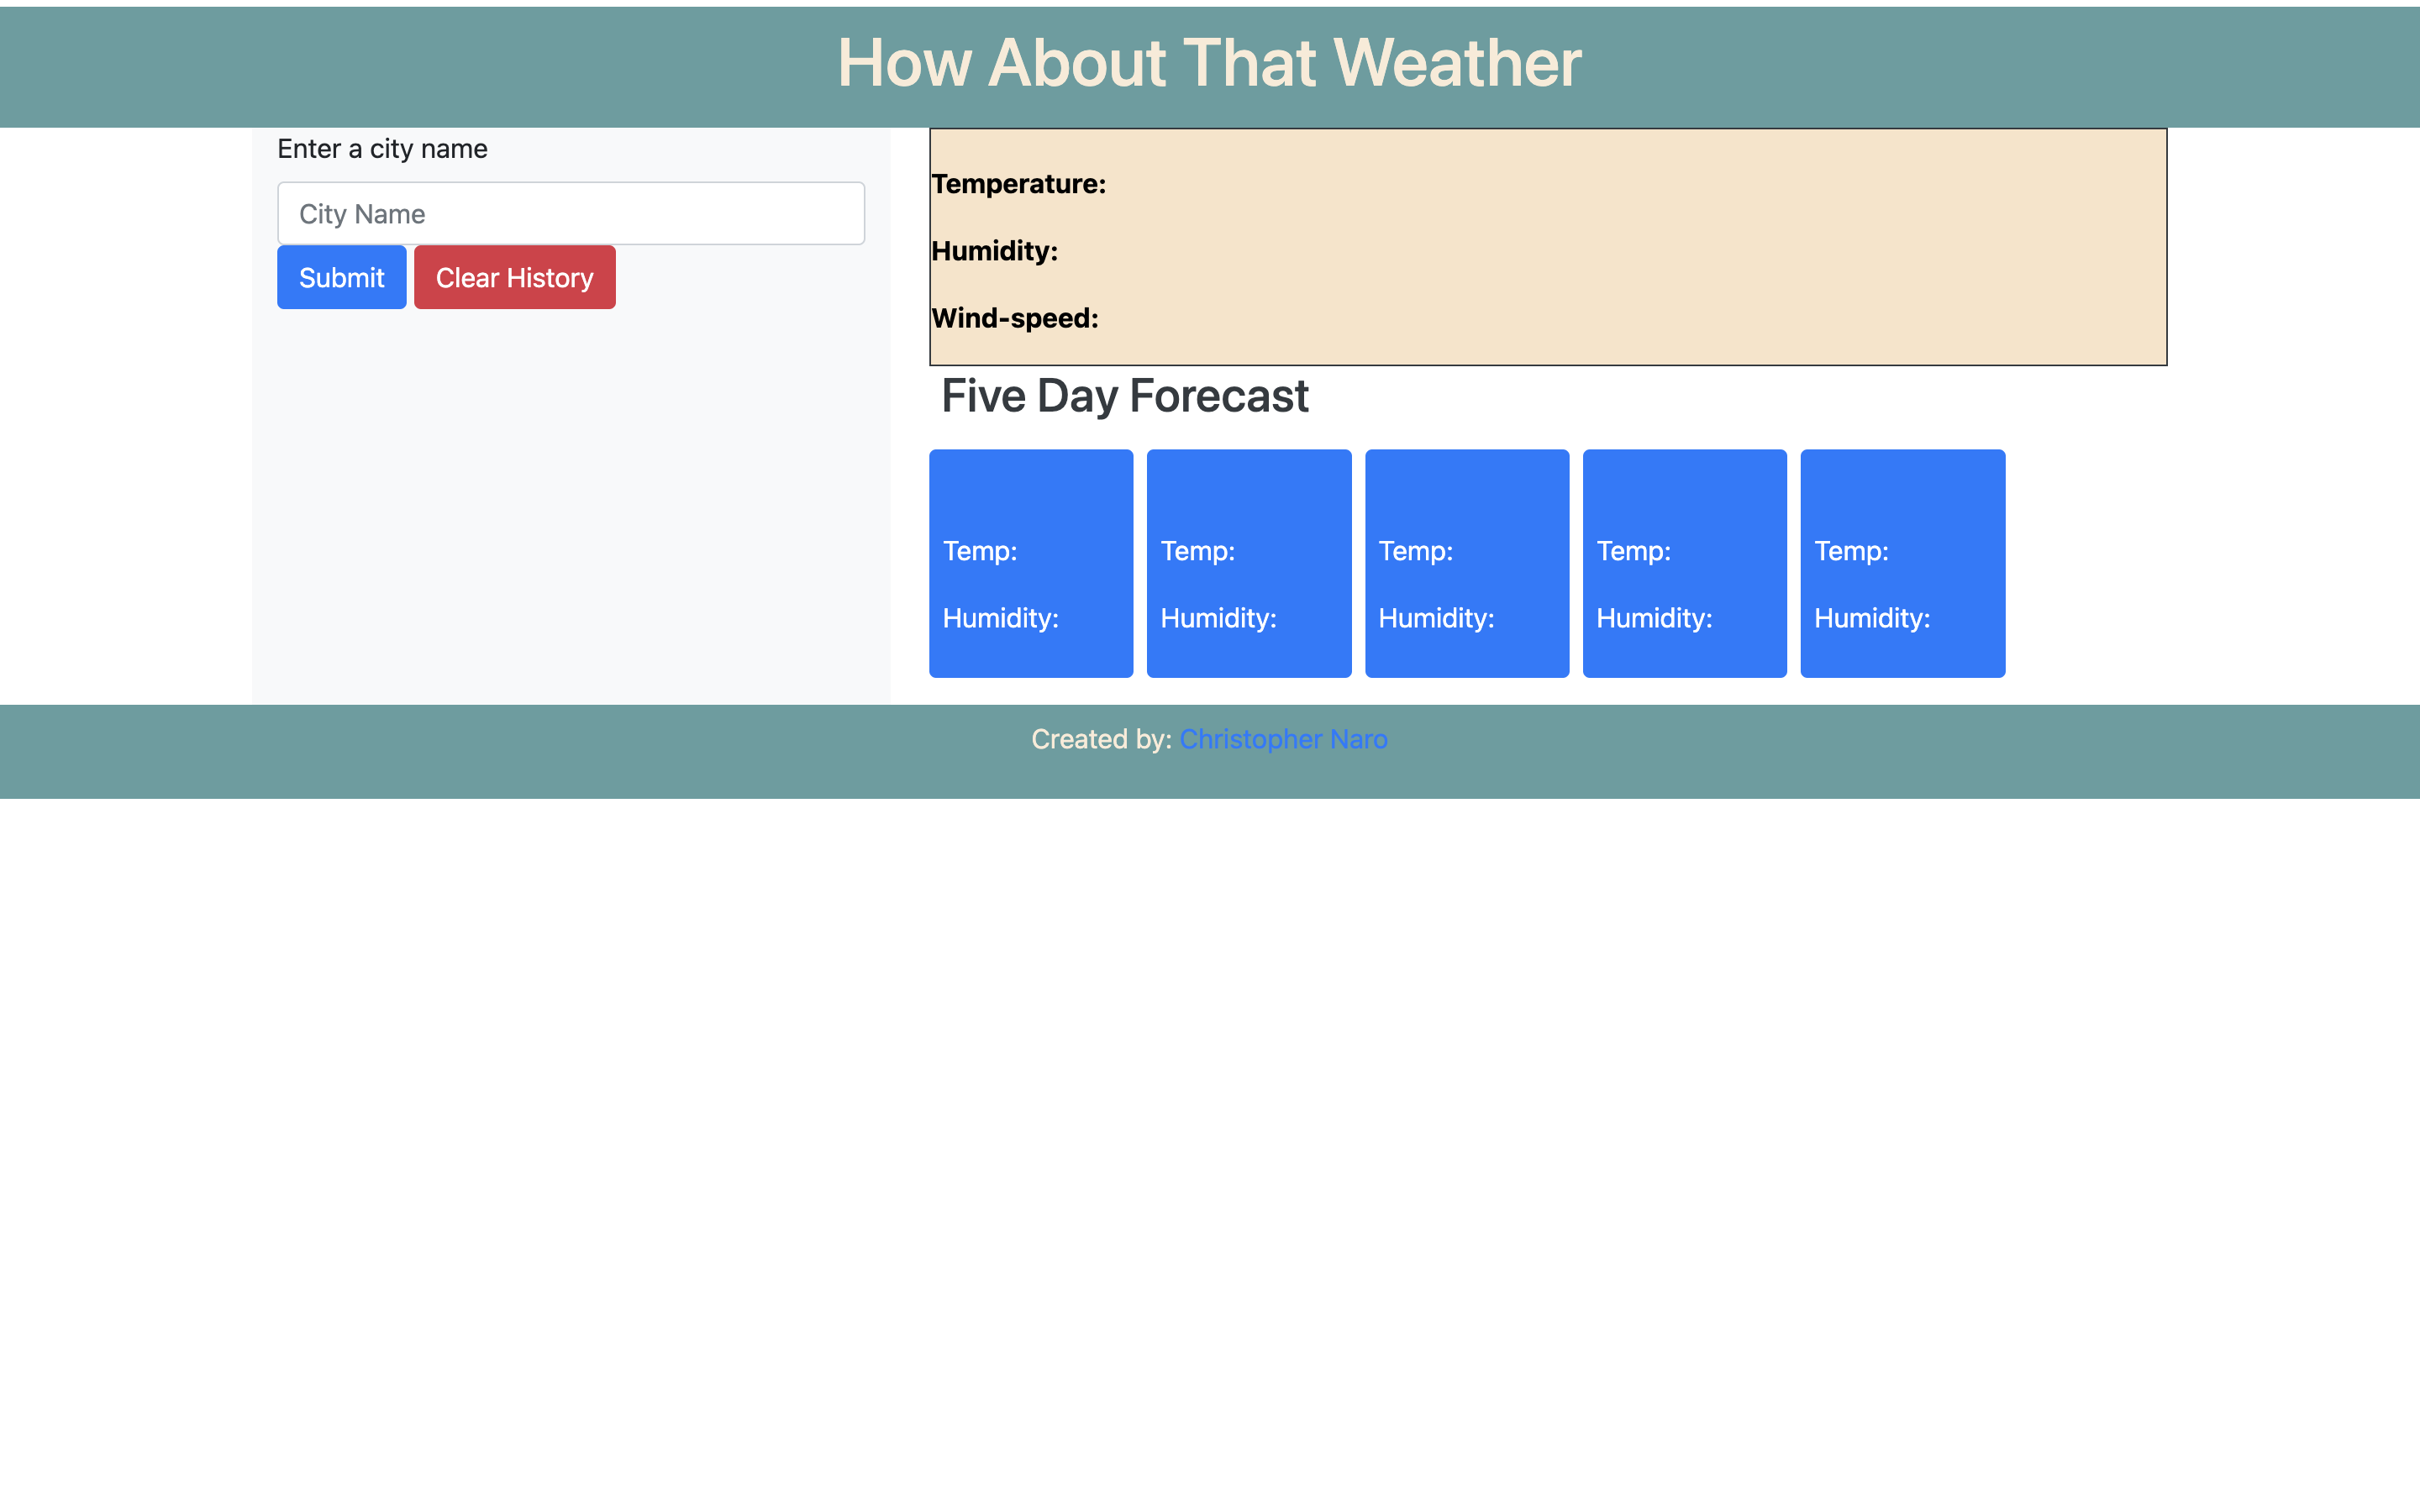 How About That Weather
Enter a city name
City Name
Submit Clear History
Temperature:
Humidity:
Wind-speed:
Five Day Forecast
Temp:
Humidity:
Temp:
Humidity:
Temp:
Humidity:
Temp:
Humidity:
Temp:
Humidity:
Created by: Christopher Naro